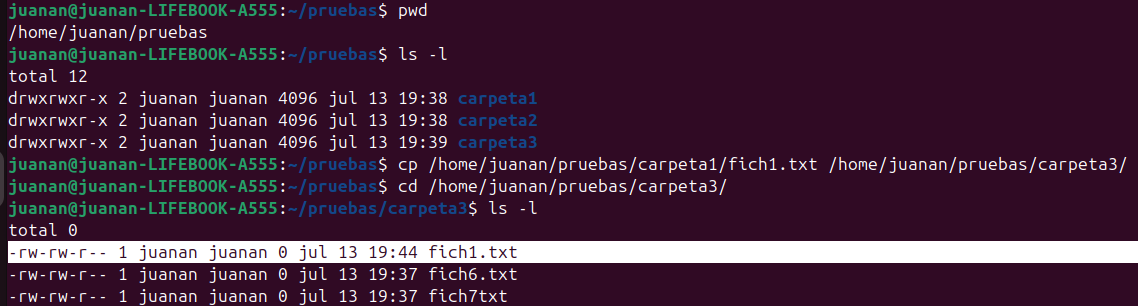 juanan@juanan-LIFEBOOK-A555:~/pruebas$ pwd
/home/juanan/pruebas
juanan@juanan-LIFEBOOK-A555:~/pruebas$ ls -l
total 12
drwxrwxr-x 2 juanan juanan 4096 jul 13 19:38 carpeta1
drwxrwxr-x 2 juanan juanan 4096 jul 13 19:38 carpeta2
drwxrwxr-x 2 juanan juanan 4096 jul 13 19:39 carpeta3
juanan@juanan-LIFEBOOK-A555:~/pruebas$ cp /home/juanan/pruebas/carpeta1/fich1.txt /home/juanan/pruebas/carpeta3/
juanan@juanan-LIFEBOOK-A555:~/pruebas$ cd /home/juanan/pruebas/carpeta3/
juanan@juanan-LIFEBOOK-A555:~/pruebas/carpeta3$ ls -l
total 0
-rw-rw-r-- 1 juanan juanan 0 jul 13 19:44 fich1.txt
-rw-rw-r-- 1 juanan juanan 0 jul 13 19:37 fich6.txt
-rw-rw-r-- 1 juanan juanan 0 jul 13 19:37 fich7txt